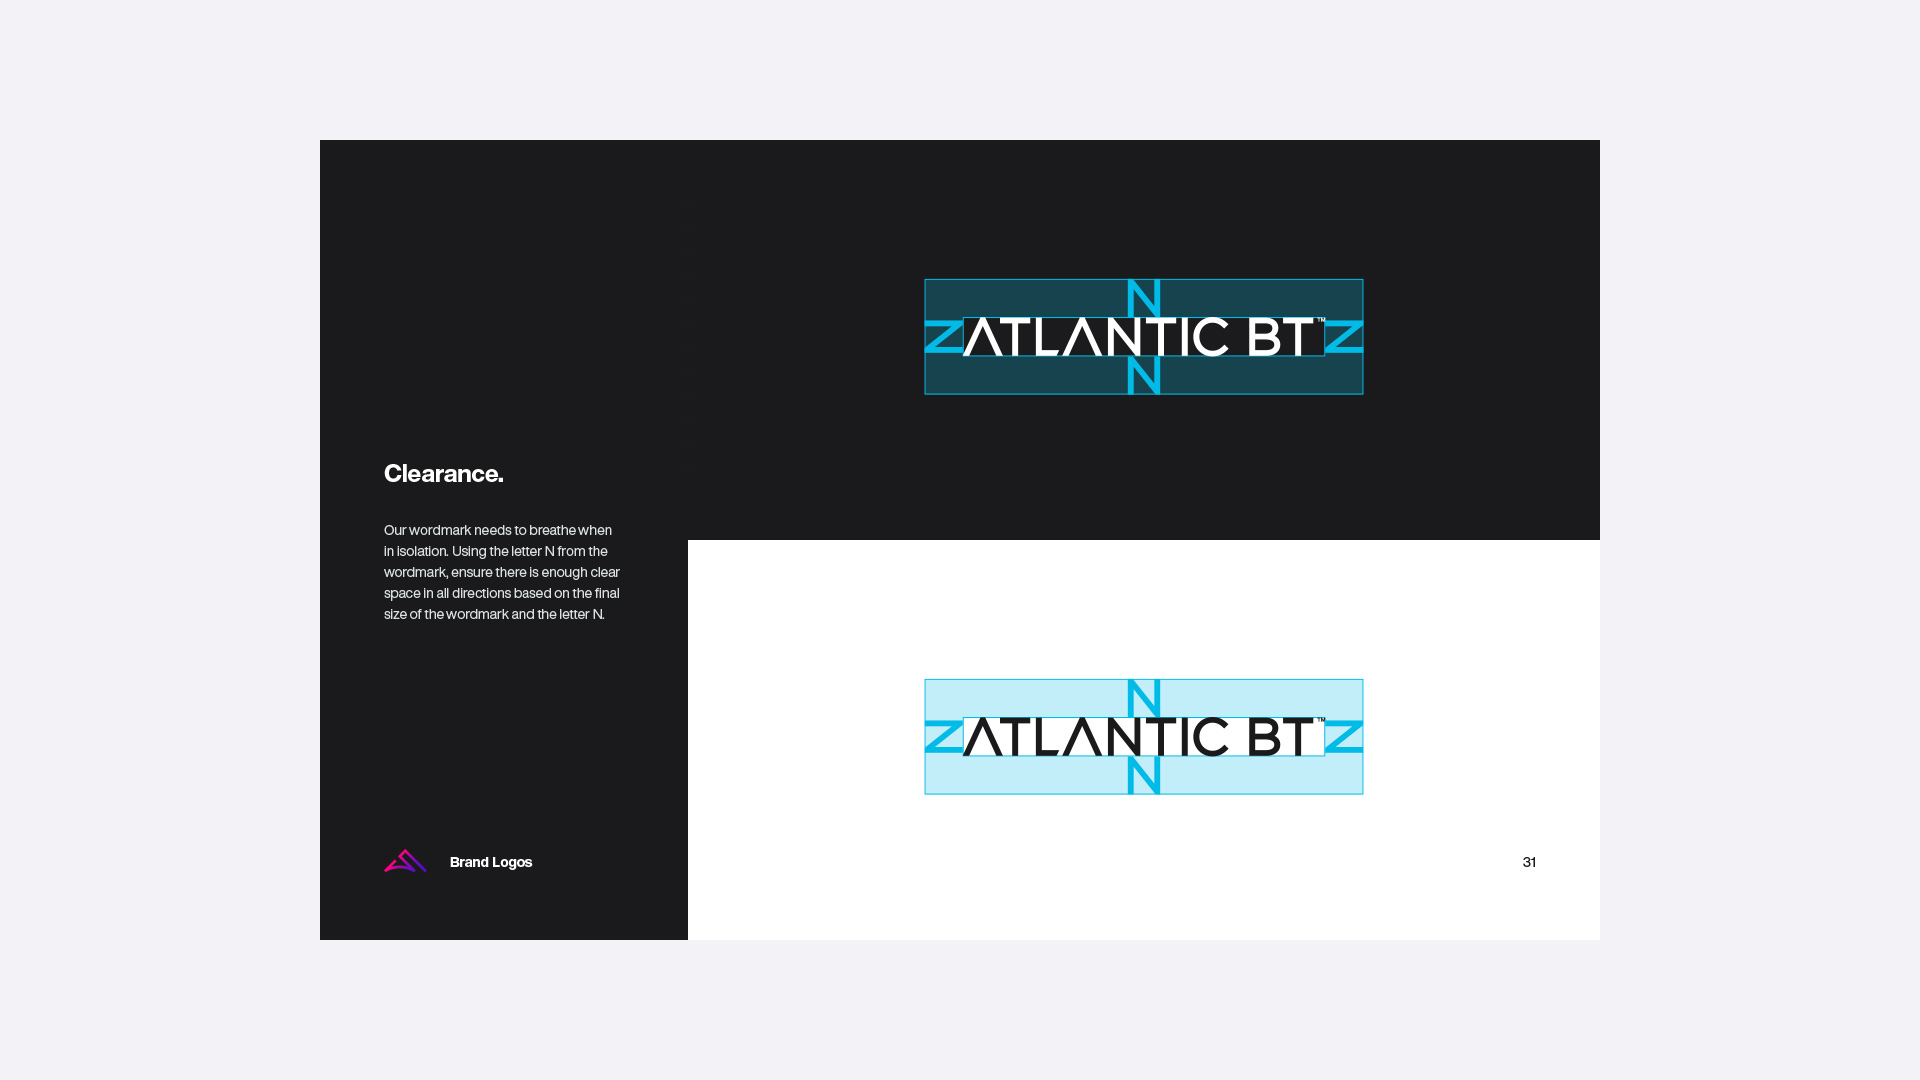 N
N ATLANTIC BT™ N
N
Clearance.
Our wordmark needs to breathe when
in isolation. Using the letter N from the
wordmark, ensure there is enough clear
space in all directions based on the final
size of the wordmark and the letter N.
N
N ATLANTIC BT™ N
N
Brand Logos
31